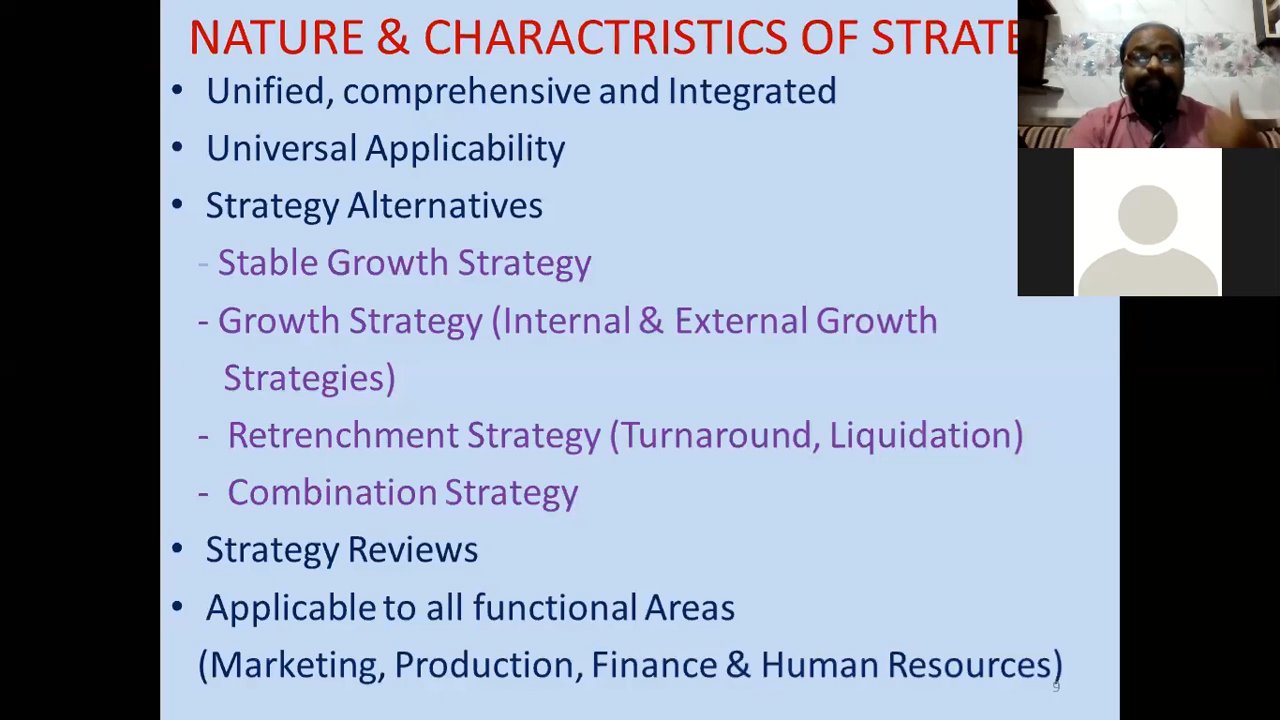 NATURE & CHARACTRISTICS OF STRATE
• Unified, comprehensive and Integrated
• Universal Applicability
• Strategy Alternatives
- Stable Growth Strategy
- Growth Strategy (Internal & External Growth
Strategies)
- Retrenchment Strategy (Turnaround, Liquidation)
- Combination Strategy
• Strategy Reviews
• Applicable to all functional Areas
(Marketing, Production, Finance & Human Resources)
9